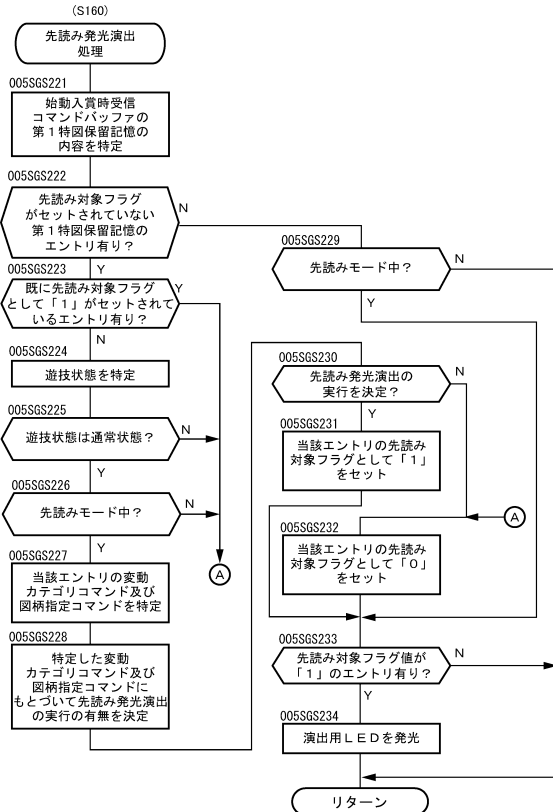 (S160)
先読み発光演出
処理
005SGS221
始動入賞時受信
コマンドバッファの
第1特図保留記憶の
内容を特定
005SGS222
先読み対象フラグ
がセットされていない
第1特図保留記憶の
エントリ有り?
N
Y
005SGS223
既に先読み対象フラグ
として「1」がセットされて
いるエントリ有り?
Y
N
005SGS224
遊技状態を特定
005SGS225
遊技状態は通常状態?
N
Y
005SGS226
先読みモード中?
N
Y
005SGS227
当該エントリの変動
カテゴリコマンド及び
図柄指定コマンドを特定
005SGS228
特定した変動
カテゴリコマンド及び
図柄指定コマンドに
もとづいて先読み発光演出
の実行の有無を決定
A
005SGS229
先読みモード中?
N
Y
005SGS230
先読み発光演出の
実行を決定?
N
Y
005SGS231
当該エントリの先読み
対象フラグとして「1」
をセット
A
005SGS232
当該エントリの先読み
対象フラグとして「0」
をセット
005SGS233
先読み対象フラグ値が
「1」のエントリ有り?
N
Y
005SGS234
演出用LEDを発光
リターン